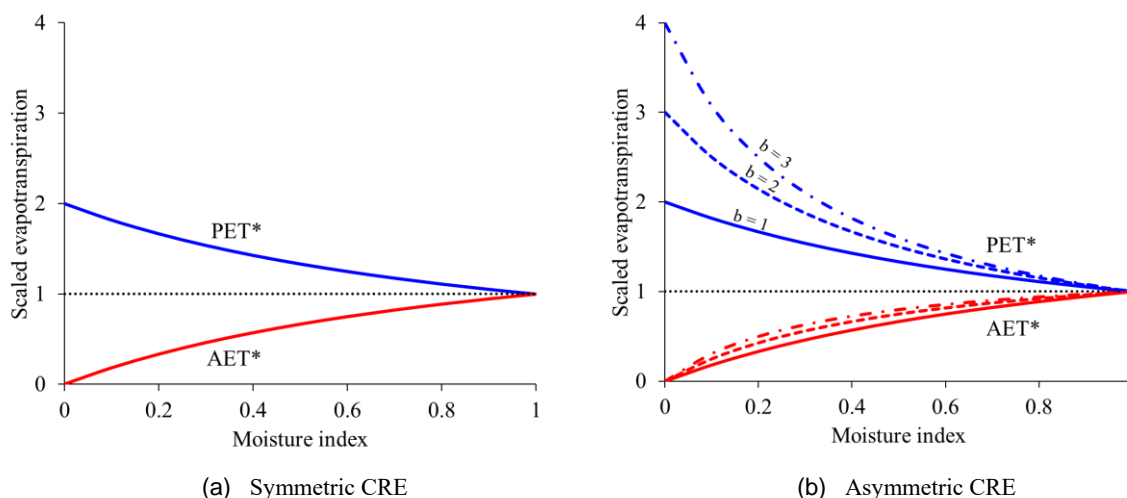 4
3
2
1
0
Scaled evapotranspiration
PET*
AET*
0 0.2 0.4 0.6 0.8 1
Moisture index
(a) Symmetric CRE
4
3
2
1
0
Scaled evapotranspiration
b = 3
b = 2
b = 1
PET*
AET*
0 0.2 0.4 0.6 0.8
Moisture index
(b) Asymmetric CRE